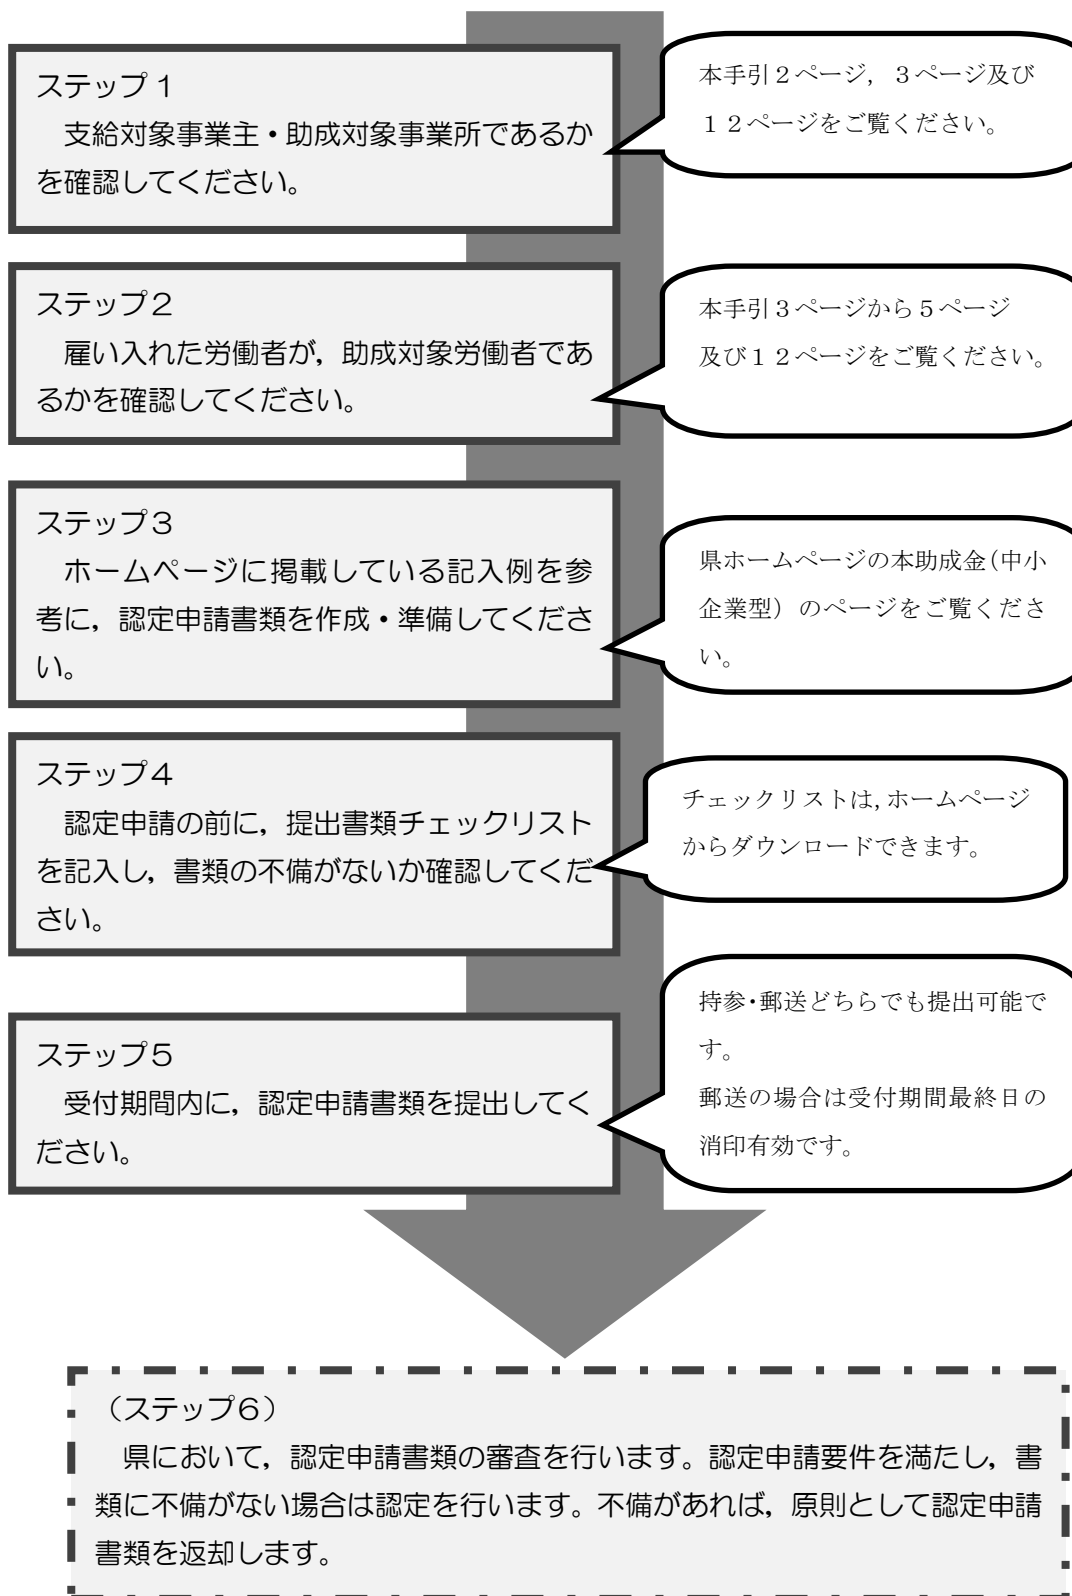 ステップ1
支給対象事業主・助成対象事業所であるか
を確認してください。
本手引2ページ，3ページ及び
12ページをご覧ください。
ステップ2
雇い入れた労働者が，助成対象労働者であ
るかを確認してください。
本手引3ページから5ページ
及び12ページをご覧ください。
ステップ3
ホームページに掲載している記入例を参
考に，認定申請書類を作成・準備してくださ
い。
県ホームページの本助成金（中小
企業型）のページをご覧くださ
い。
ステップ4
認定申請の前に，提出書類チェックリスト
を記入し，書類の不備がないか確認してくだ
さい。
チェックリストは，ホームページ
からダウンロードできます。
ステップ5
受付期間内に，認定申請書類を提出してく
ださい。
持参・郵送どちらでも提出可能で
す。
郵送の場合は受付期間最終日の
消印有効です。
（ステップ6）
県において，認定申請書類の審査を行います。認定申請要件を満たし，書
類に不備がない場合は認定を行います。不備があれば，原則として認定申請
書類を返却します。